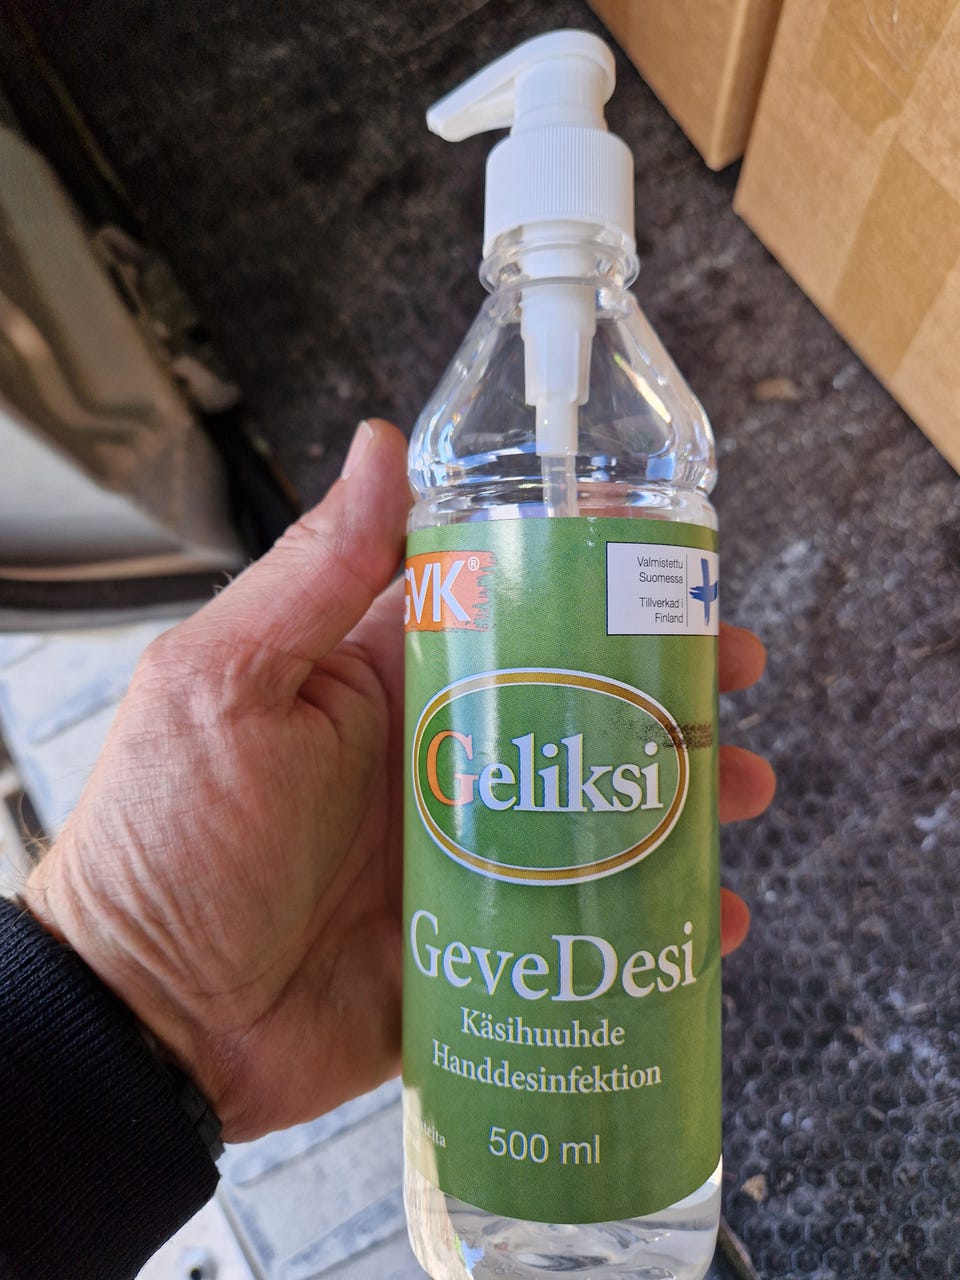 GVK®
Valmistettu
Suomessa
Tillverkad i
Finland
Geliksi
GeveDesi
Käsihuuhde
Handdesinfektion
500 ml